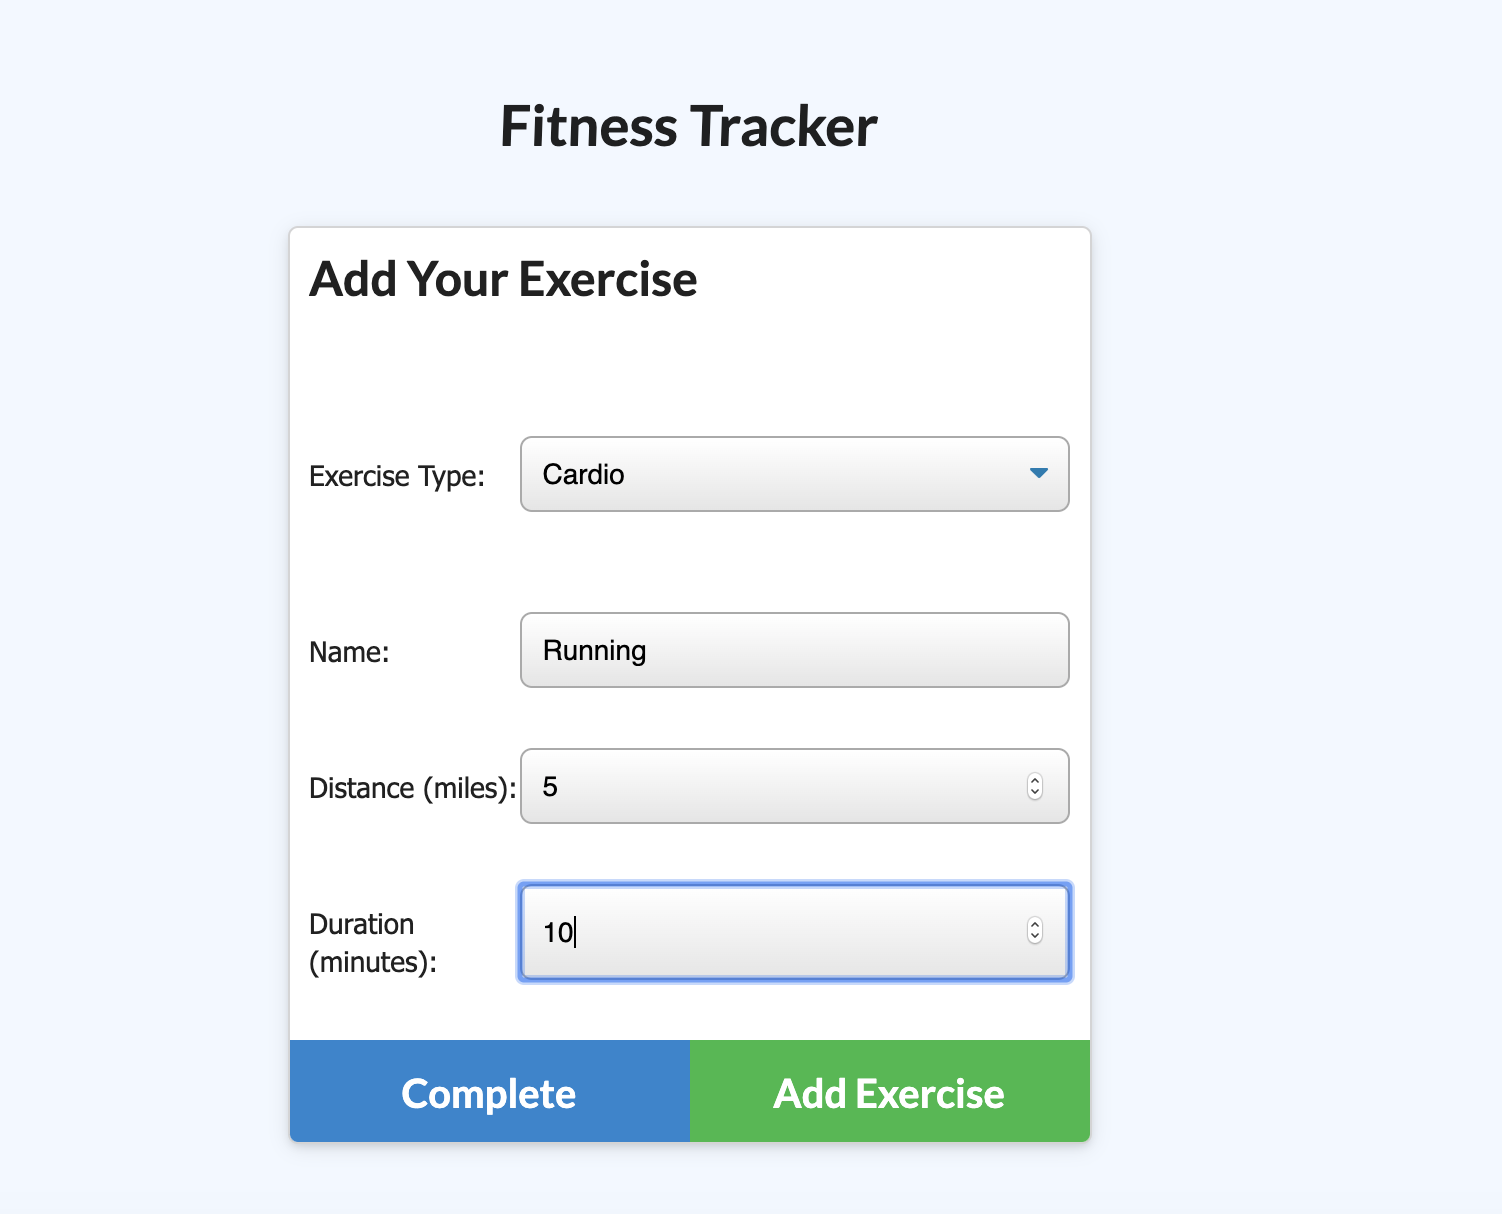 Fitness Tracker
Add Your Exercise
Exercise Type: Cardio
Name: Running
Distance (miles): 5
Duration
(minutes): 10
Complete Add Exercise